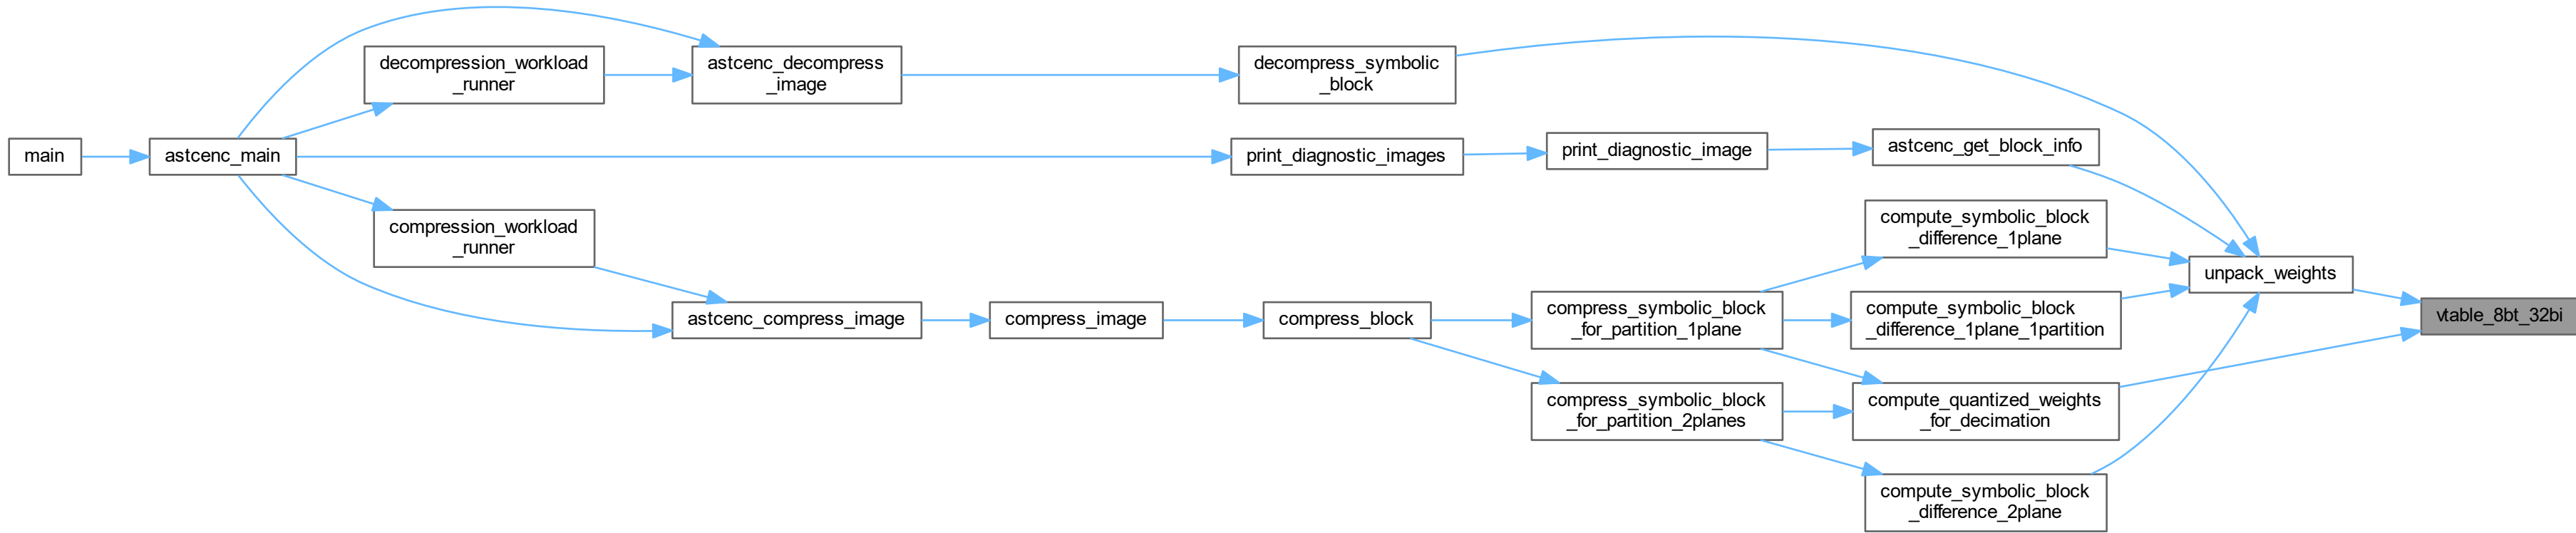 main
astcenc_main
decompression_workload
_runner
compression_workload
_runner
astcenc_decompress
_image
astcenc_compress_image
compress_image
decompress_symbolic
_block
print_diagnostic_images
compress_block
print_diagnostic_image
compress_symbolic_block
_for_partition_1plane
compress_symbolic_block
_for_partition_2planes
astcenc_get_block_info
compute_symbolic_block
_difference_1plane
compute_symbolic_block
_difference_1plane_1partition
compute_quantized_weights
_for_decimation
compute_symbolic_block
_difference_2plane
unpack_weights
vtable_8bt_32bi